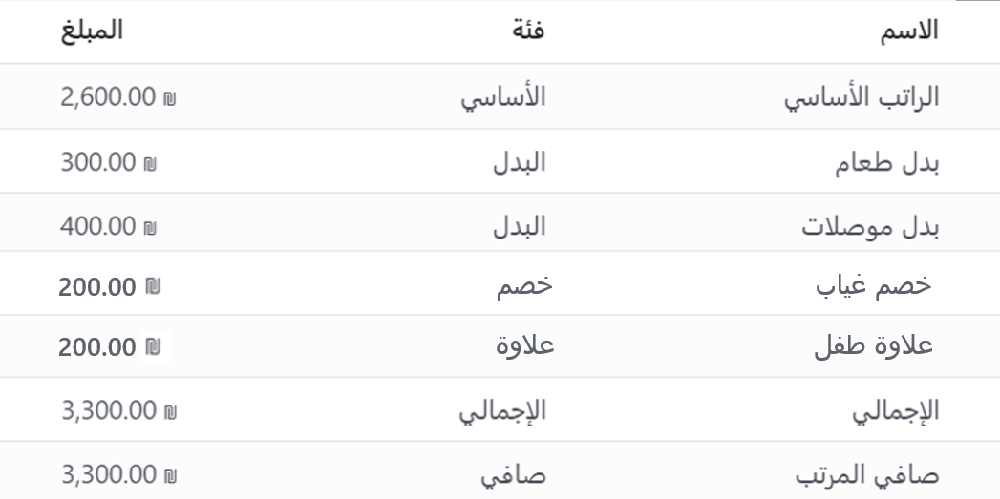 الاسم فئة المبلغ
الراتب الأساسي الأساسي 2,600.00 ₪
بدل طعام البدل 300.00 ₪
بدل موصلات البدل 400.00 ₪
خصم غياب خصم 200.00 ₪
علاوة طفل علاوة 200.00 ₪
الإجمالي الإجمالي 3,300.00 ₪
صافي المرتب صافي 3,300.00 ₪